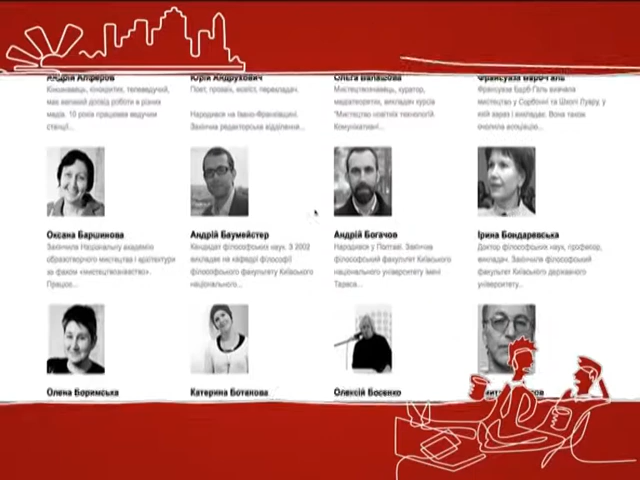 Андрій Алферов
Юрій Андрухович
Ольга Балашова
Франсуаза Барб-Галь
Кінознавець, кінокритик, телеведучий,
має великий досвід роботи в різних
медіа. 10 років працював ведучим
станції...
Поет, прозаїк, есеїст, перекладач.
Народився на Івано-Франківщині.
Закінчив редакторське відділення...
Мистецтвознавець, куратор,
медіатворчих, викладач курсів
"Мистецтво новітніх технологій.
Комунікативні...
Франсуаза Барб Галь вивчала
мистецтво у Сорбонні та Школі Лувру, у
якій зараз і викладає. Вона також
очолила асоціацію...
Оксана Баршинова
Закінчила Національну академію
образотворчого мистецтва і архітектури
за фахом «мистецтвознавство».
Працює...
Андрій Баумейстер
Кандидат філософських наук. З 2002
викладає на кафедрі філософії
філософського факультету Київського
національного...
Андрій Богачов
Народився у Полтаві. Закінчив
філософський факультет Київського
національного університету імені
Тараса...
Ірина Бондаревська
Доктор філософських наук, професор,
викладач. Закінчила філософський
факультет Київського державного
університету...
Олена Боримська
Катерина Ботанова
Олексій Босенко